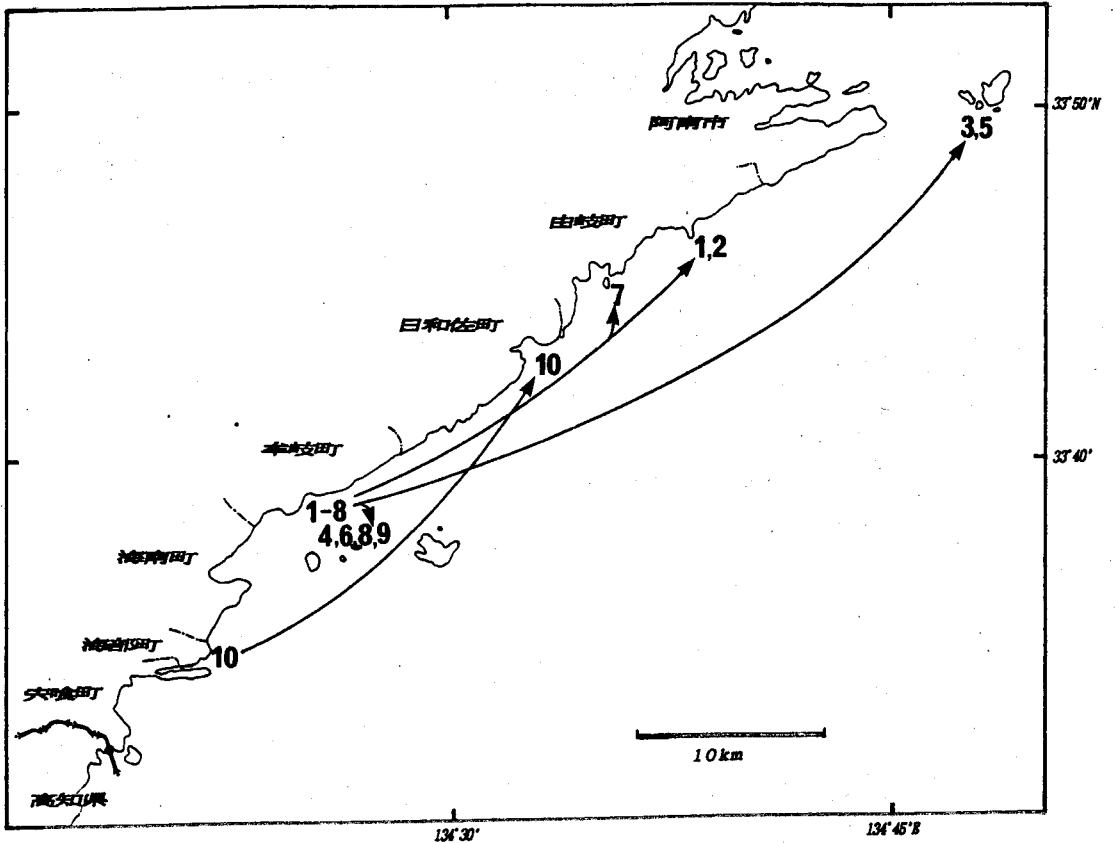 33°50'N
阿南市
3,5
由岐町
1,2
7
日和佐町
10
牟岐町
33°40'
1-8
4,6,8,9
海南町
海部町
10
宍喰町
10km
高知県
134°30'
134°45'E